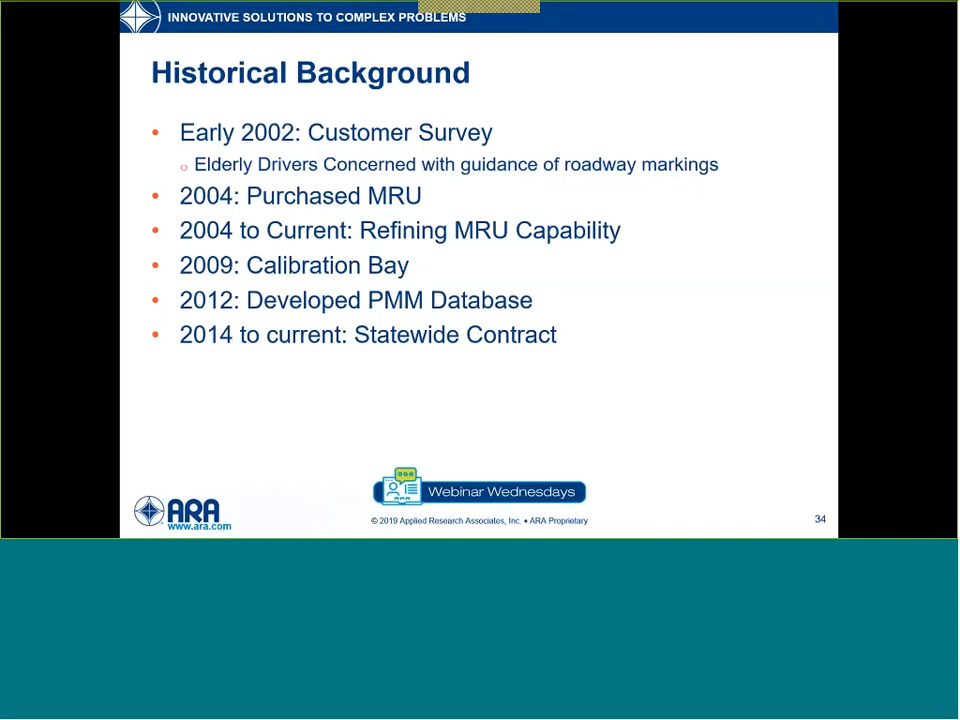 INNOVATIVE SOLUTIONS TO COMPLEX PROBLEMS
Historical Background
• Early 2002: Customer Survey
o Elderly Drivers Concerned with guidance of roadway markings
• 2004: Purchased MRU
• 2004 to Current: Refining MRU Capability
• 2009: Calibration Bay
• 2012: Developed PMM Database
• 2014 to current: Statewide Contract
ARA
Webinar Wednesdays
ARA
www.ara.com
© 2019 Applied Research Associates, Inc. • ARA Proprietary
34